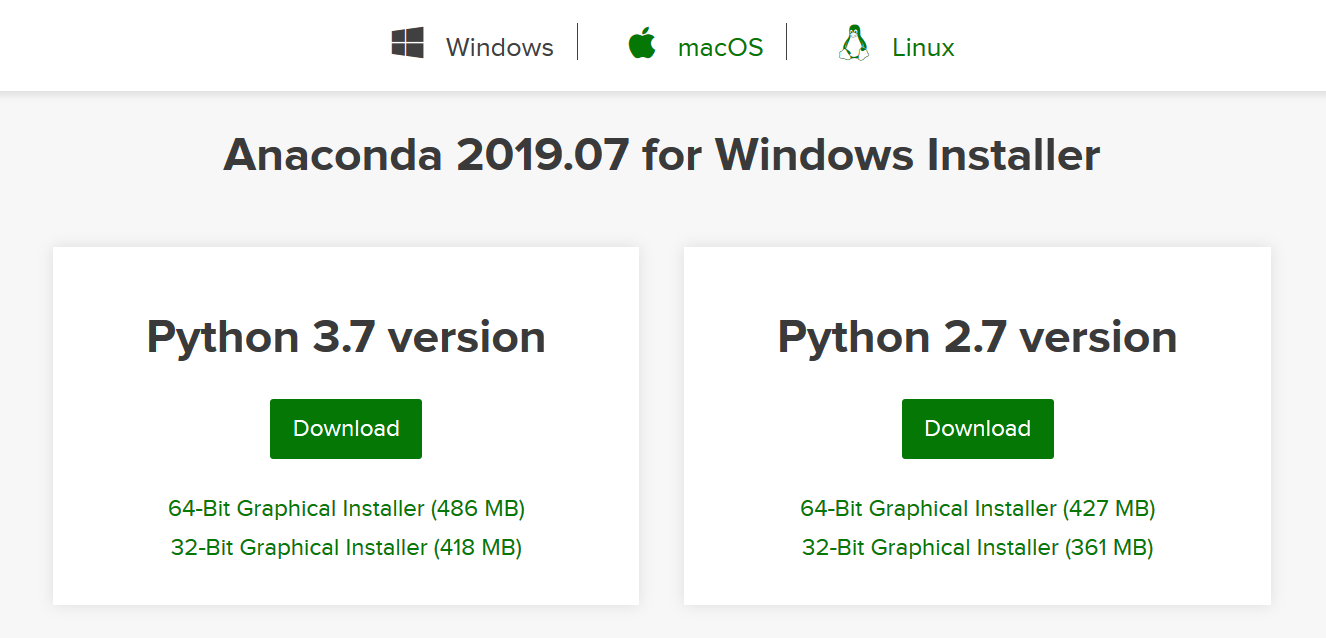 Windows
macOS
Linux
Anaconda 2019.07 for Windows Installer
Python 3.7 version
Download
64-Bit Graphical Installer (486 MB)
32-Bit Graphical Installer (418 MB)
Python 2.7 version
Download
64-Bit Graphical Installer (427 MB)
32-Bit Graphical Installer (361 MB)